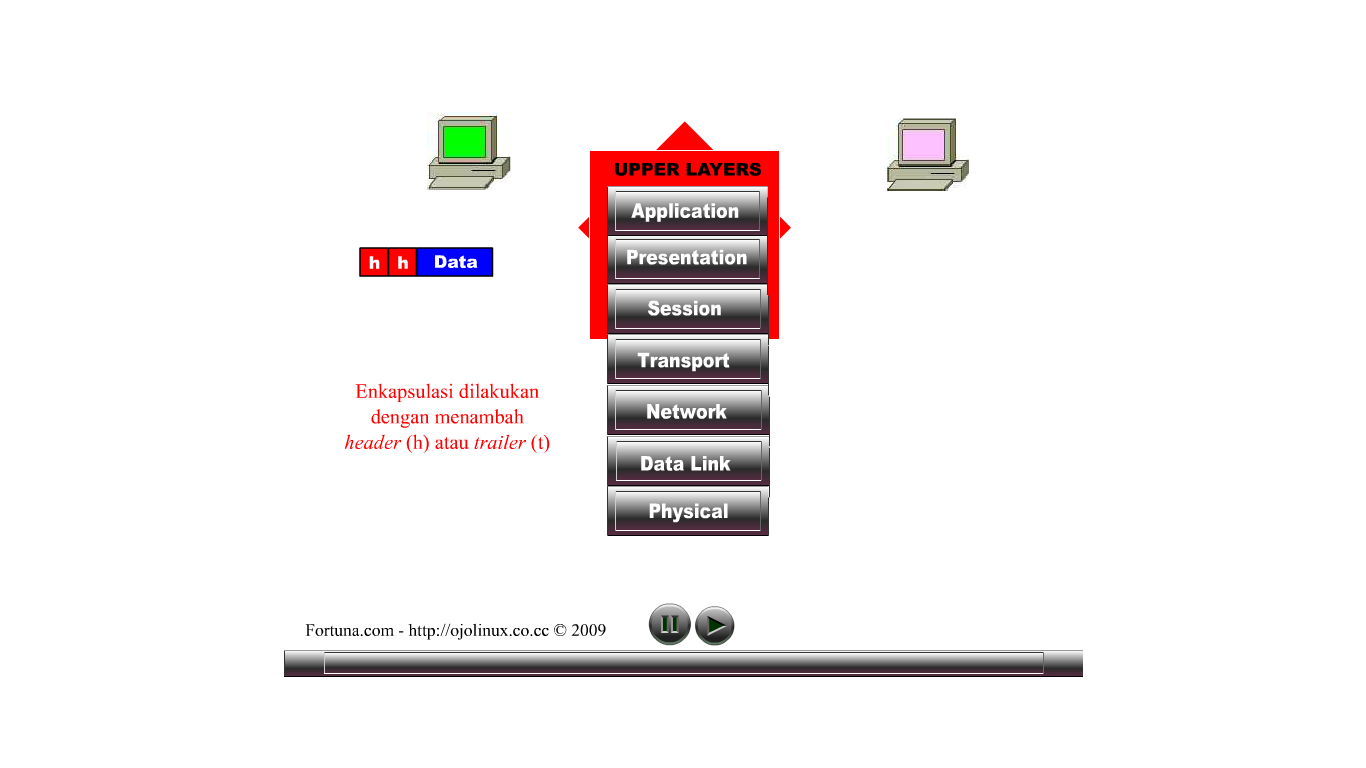 UPPER LAYERS
Application
Presentation
h h Data
Session
Transport
Enkapsulasi dilakukan
dengan menambah
header (h) atau trailer (t)
Network
Data Link
Physical
Fortuna.com - http://ojolinux.co.cc © 2009